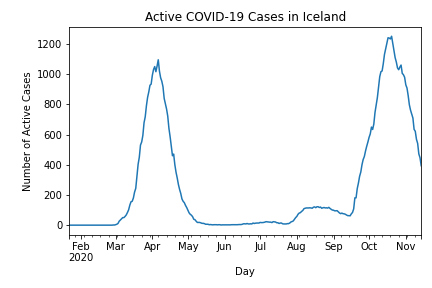 Active COVID-19 Cases in Iceland
Number of Active Cases
1200
1000
800
600
400
200
0
Feb Mar Apr May Jun Jul Aug Sep Oct Nov
2020
Day